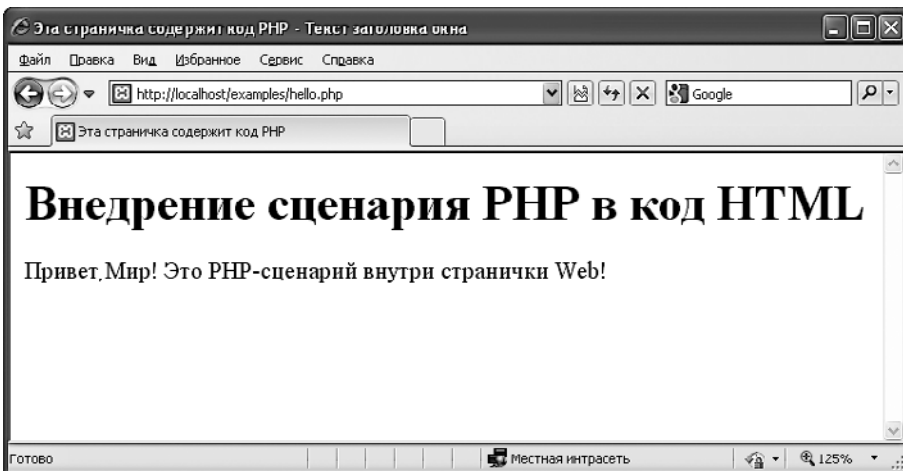 Эта страничка содержит код PHP - Текст заголовка окна
Файл Правка Вид Избранное Сервис Справка
http://localhost/examples/hello.php Google
Эта страничка содержит код PHP
Внедрение сценария PHP в код HTML
Привет,Мир! Это PHP-сценарий внутри странички Web!
Готово Местная интрасеть 125%